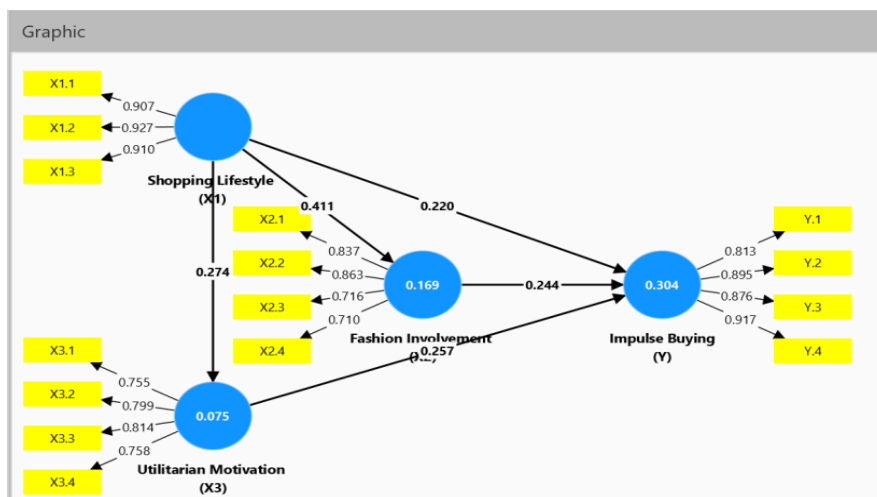 Graphic
X1.1
X1.2
X1.3
0.907
0.927
0.910
Shopping Lifestyle
(X1)
0.411
0.220
0.274
X2.1
X2.2
X2.3
X2.4
0.837
0.863
0.716
0.710
0.169
Fashion Involvement
0.244
0.257
0.304
Impulse Buying
(Y)
0.813
0.895
0.876
0.917
Y.1
Y.2
Y.3
Y.4
X3.1
X3.2
X3.3
X3.4
0.755
0.799
0.814
0.758
0.075
Utilitarian Motivation
(X3)